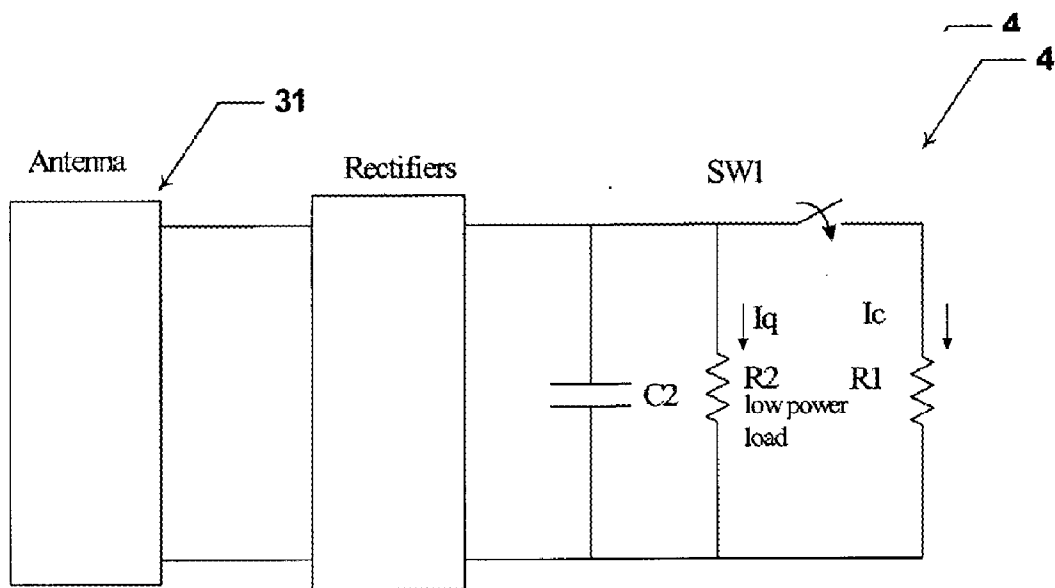 4
4
31
Antenna
Rectifiers
SW1
Iq
Ic
C2
R2
R1
low power
load